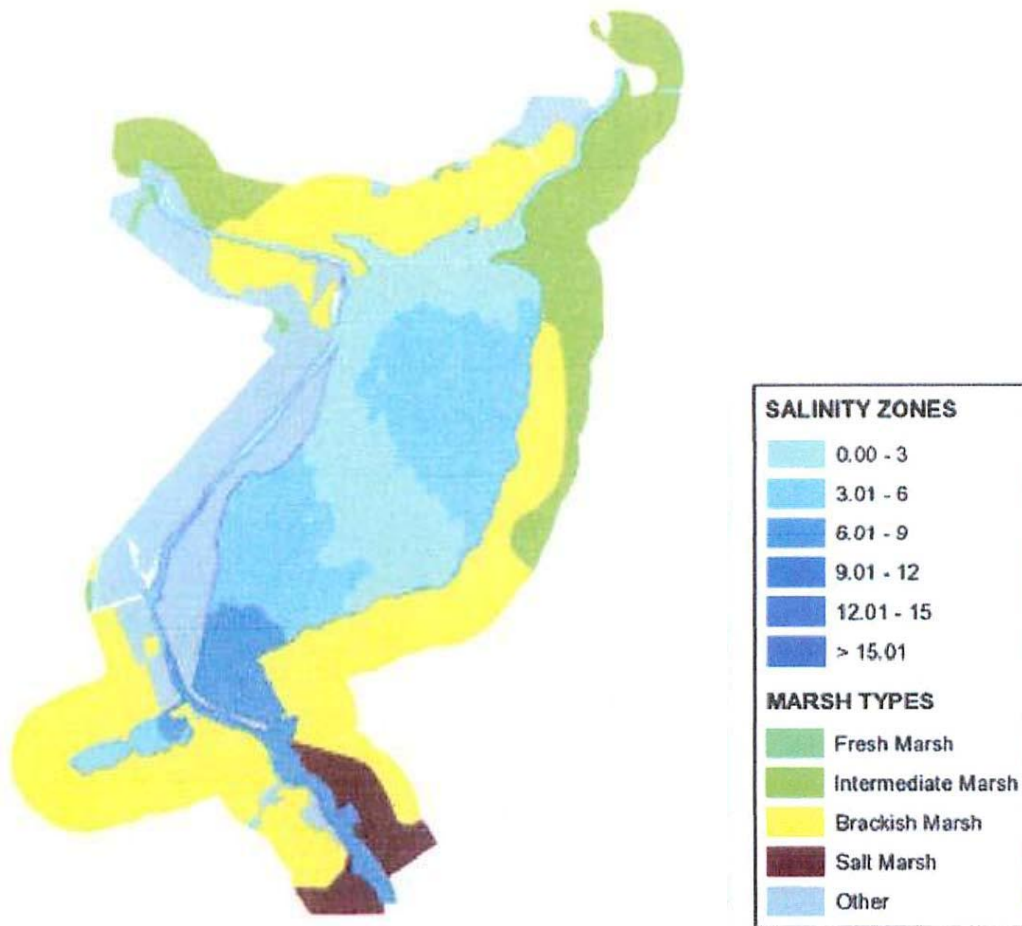 SALINITY ZONES
0.00 - 3
3.01 - 6
6.01 - 9
9.01 - 12
12.01 - 15
> 15.01
MARSH TYPES
Fresh Marsh
Intermediate Marsh
Brackish Marsh
Salt Marsh
Other